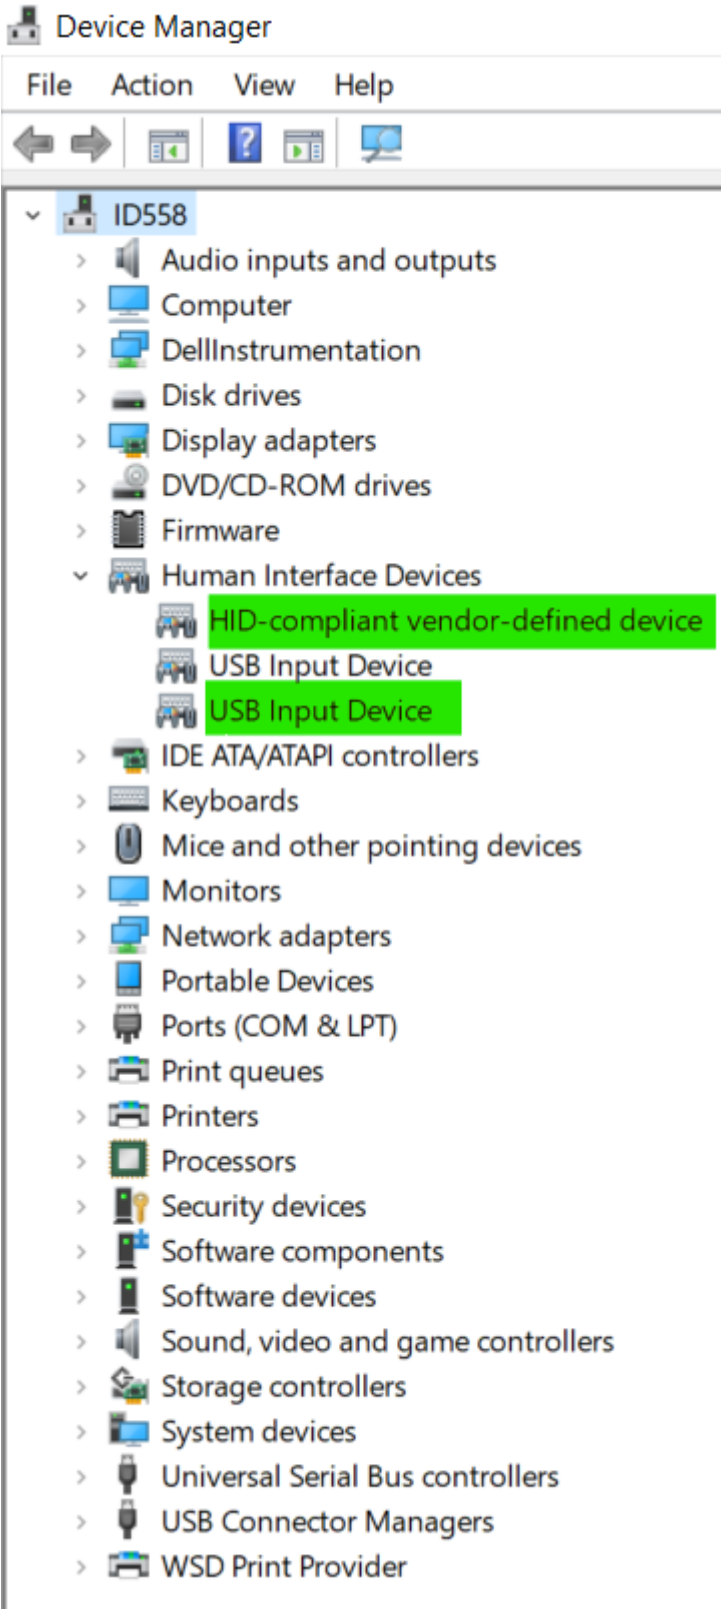 Device Manager
File Action View Help
?
ID558
Audio inputs and outputs
Computer
DellInstrumentation
Disk drives
Display adapters
DVD/CD-ROM drives
Firmware
Human Interface Devices
HID-compliant vendor-defined device
USB Input Device
USB Input Device
IDE ATA/ATAPI controllers
Keyboards
Mice and other pointing devices
Monitors
Network adapters
Portable Devices
Ports (COM & LPT)
Print queues
Printers
Processors
Security devices
Software components
Software devices
Sound, video and game controllers
Storage controllers
System devices
Universal Serial Bus controllers
USB Connector Managers
WSD Print Provider